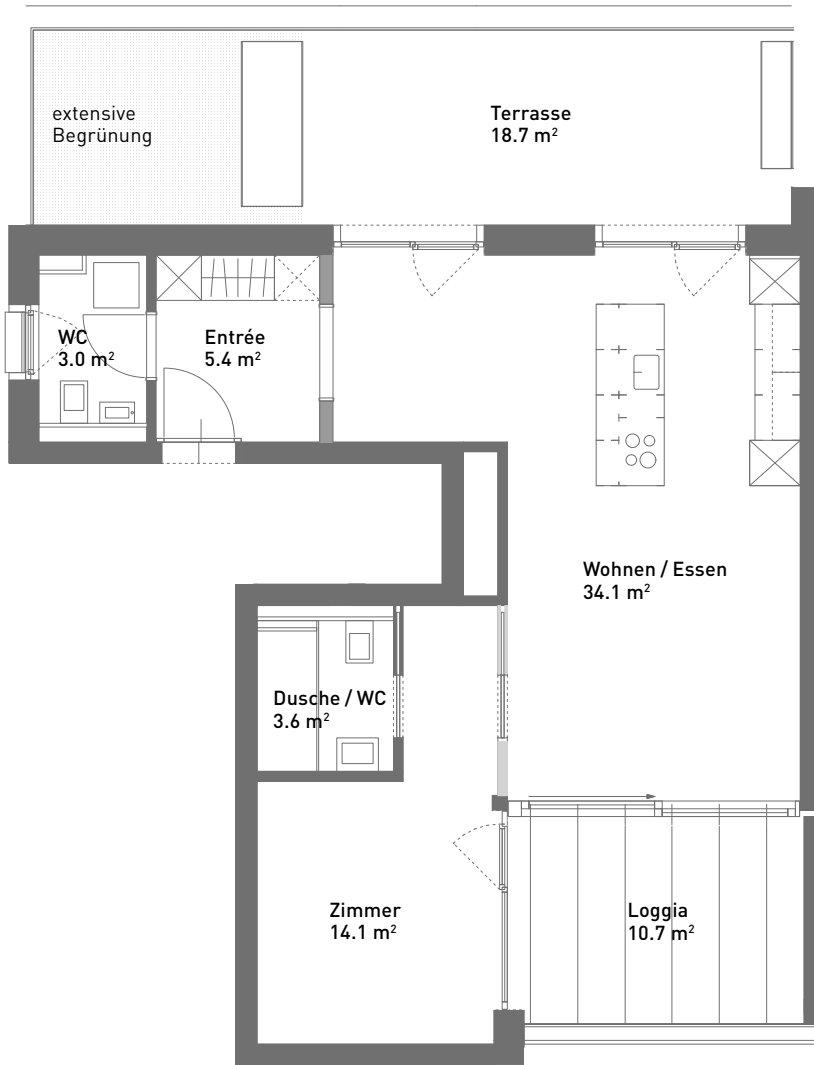 extensive
Begrünung
Terrasse
18.7 m²
WC
3.0 m²
Entrée
5.4 m²
Wohnen / Essen
34.1 m²
Dusche / WC
3.6 m²
Zimmer
14.1 m²
Loggia
10.7 m²